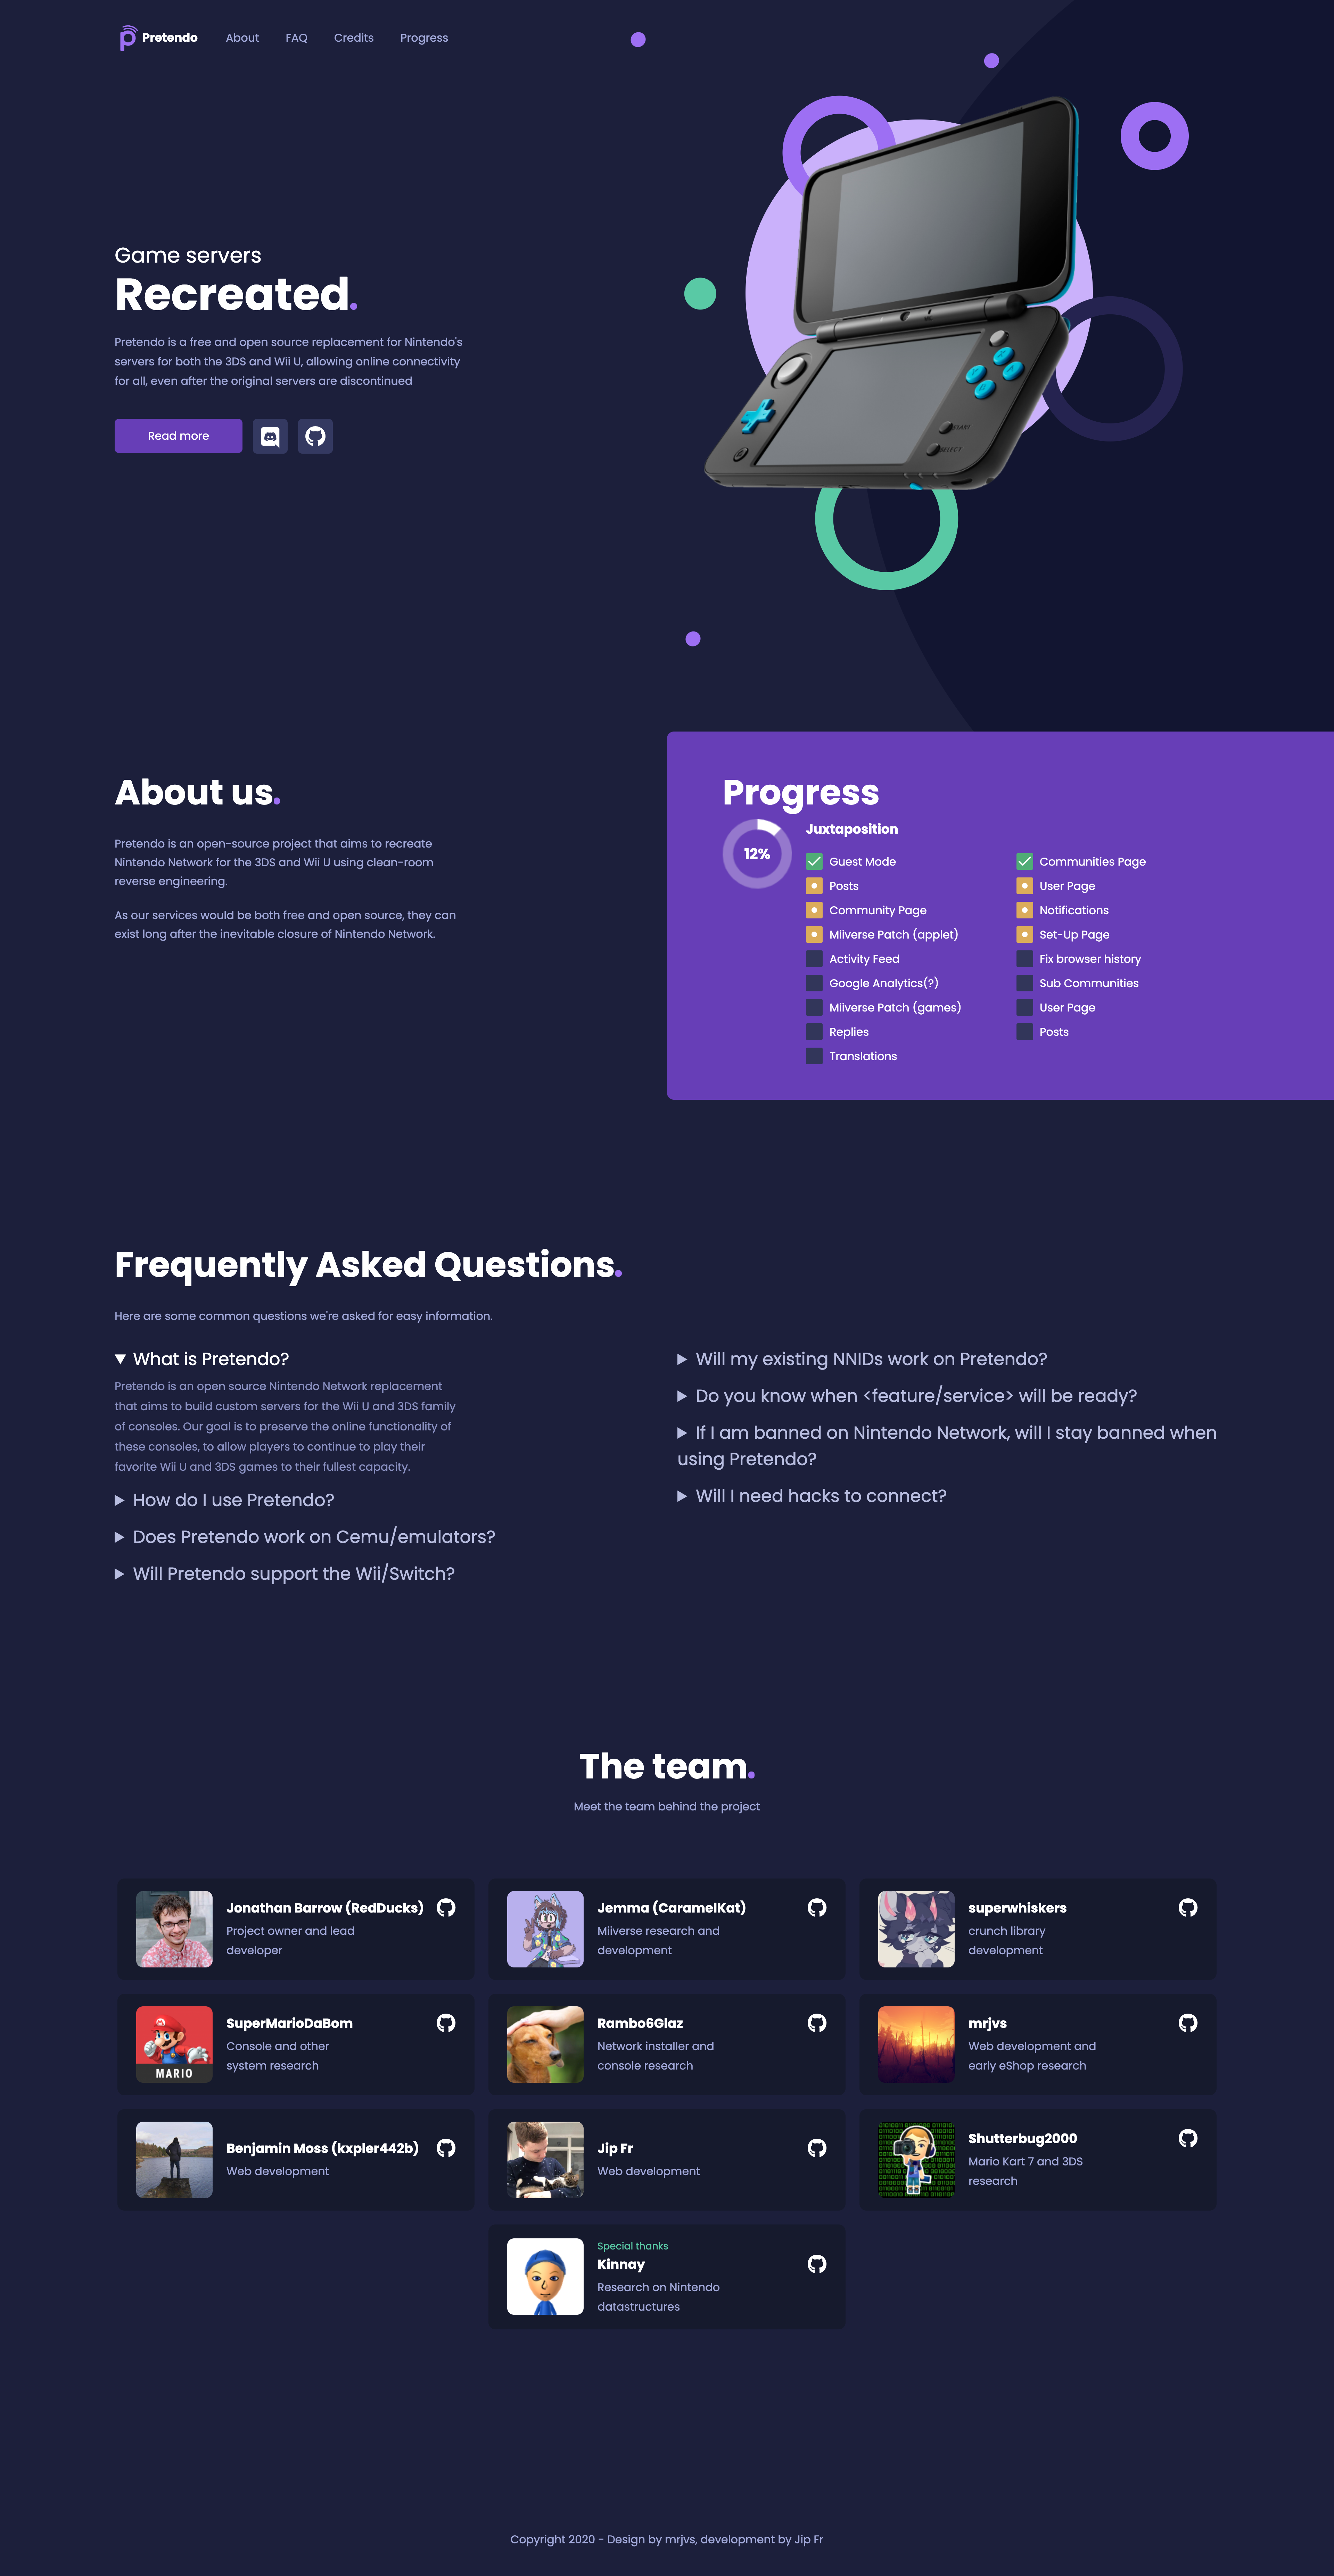 Pretendo
About
FAQ
Credits
Progress
Game servers
Recreated.
Pretendo is a free and open source replacement for Nintendo's
servers for both the 3DS and Wii U, allowing online connectivity
for all, even after the original servers are discontinued
Read more
START
SELECT
About us.
Pretendo is an open-source project that aims to recreate
Nintendo Network for the 3DS and Wii U using clean-room
reverse engineering.
As our services would be both free and open source, they can
exist long after the inevitable closure of Nintendo Network.
Progress
12%
Juxtaposition
Guest Mode
Posts
Community Page
Miiverse Patch (applet)
Activity Feed
Google Analytics(?)
Miiverse Patch (games)
Replies
Translations
Communities Page
User Page
Notifications
Set-Up Page
Fix browser history
Sub Communities
User Page
Posts
Frequently Asked Questions.
Here are some common questions we're asked for easy information.
What is Pretendo?
Pretendo is an open source Nintendo Network replacement
that aims to build custom servers for the Wii U and 3DS family
of consoles. Our goal is to preserve the online functionality of
these consoles, to allow players to continue to play their
favorite Wii U and 3DS games to their fullest capacity.
How do I use Pretendo?
Does Pretendo work on Cemu/emulators?
Will Pretendo support the Wii/Switch?
Will my existing NNIDs work on Pretendo?
Do you know when <feature/service> will be ready?
If I am banned on Nintendo Network, will I stay banned when
using Pretendo?
Will I need hacks to connect?
The team.
Meet the team behind the project
Jonathan Barrow (RedDucks)
Project owner and lead
developer
Jemma (CaramelKat)
Miiverse research and
development
superwhiskers
crunch library
development
MARIO
SuperMarioDaBom
Console and other
system research
Rambo6Glaz
Network installer and
console research
mrjvs
Web development and
early eShop research
Benjamin Moss (kxpler442b)
Web development
Jip Fr
Web development
Shutterbug2000
Mario Kart 7 and 3DS
research
Special thanks
Kinnay
Research on Nintendo
datastructures
Copyright 2020 - Design by mrjvs, development by Jip Fr